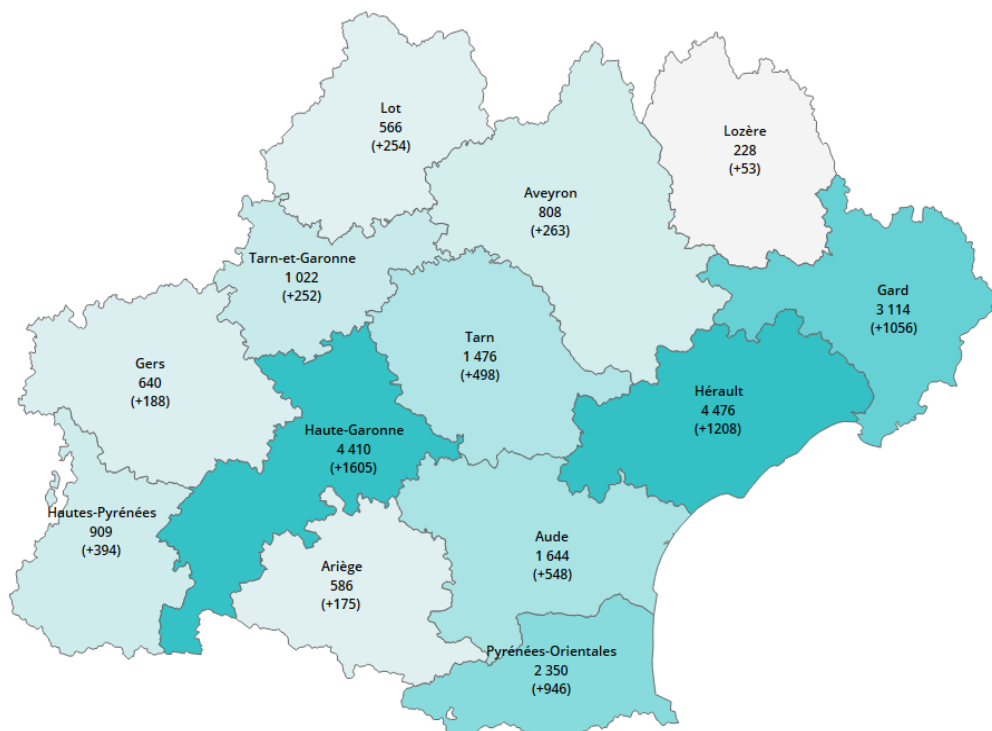 Lot
566
(+254)
Lozère
228
(+53)
Aveyron
808
(+263)
Tarn-et-Garonne
1 022
(+252)
Gard
3 114
(+1056)
Tarn
1 476
(+498)
Gers
640
(+188)
Hérault
4 476
(+1208)
Haute-Garonne
4 410
(+1605)
Hautes-Pyrénées
909
(+394)
Aude
1 644
(+548)
Ariège
586
(+175)
Pyrénées-Orientales
2 350
(+946)